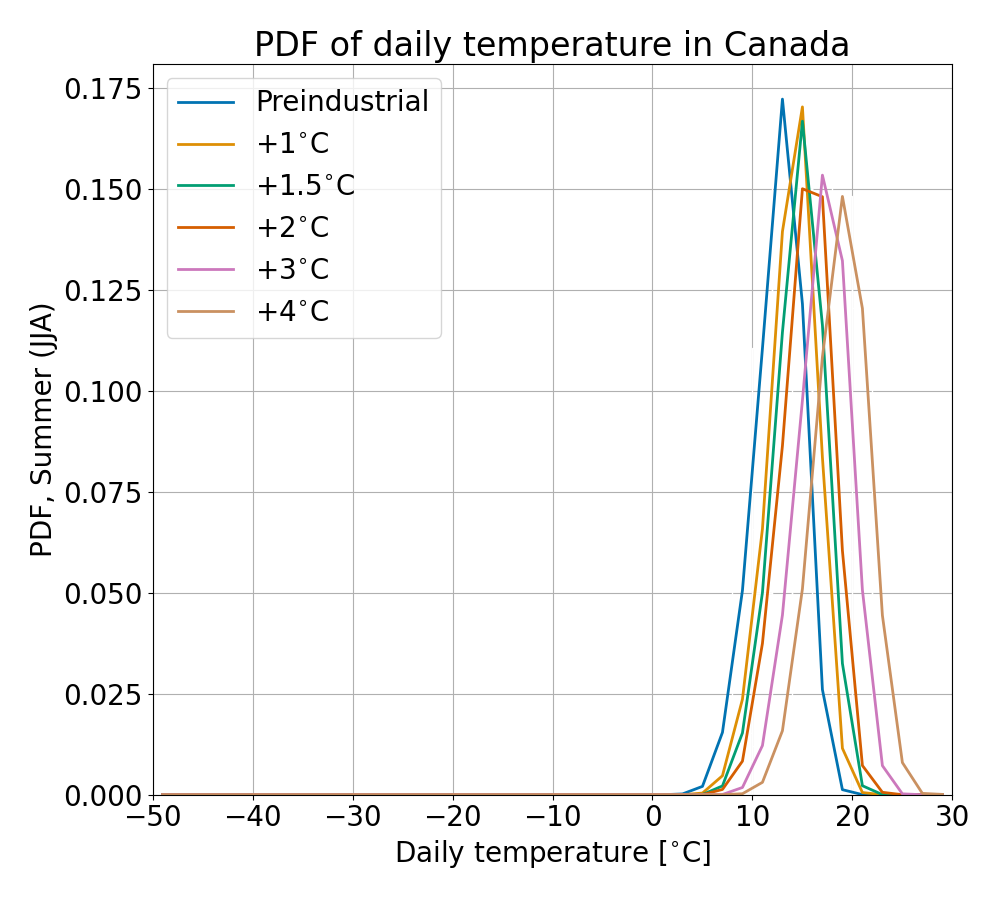 PDF of daily temperature in Canada
PDF, Summer (JJA)
0.175
0.150
0.125
0.100
0.075
0.050
0.025
0.000
Preindustrial
+1°C
+1.5°C
+2°C
+3°C
+4°C
−50 −40 −30 −20 −10 0 10 20 30
Daily temperature [°C]